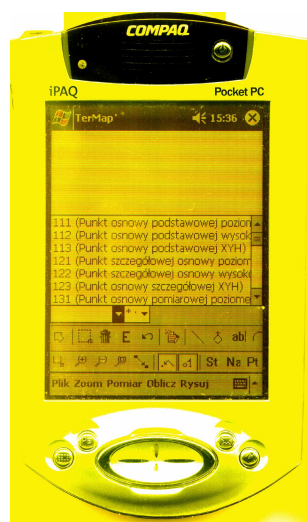 COMPAQ
iPAQ Pocket PC
TerMap 15:36
111 (Punkt osnowy podstawowej poziom
112 (Punkt osnowy podstawowej wysok
113 (Punkt osnowy podstawowej XYH)
121 (Punkt szczegółowej osnowy poziom
122 (Punkt szczegółowej osnowy wysoko
123 (Punkt osnowy szczegółowej XYH)
131 (Punkt osnowy pomiarowej poziome
E ab|
St Na Pt
Plik Zoom Pomiar Oblicz Rysuj